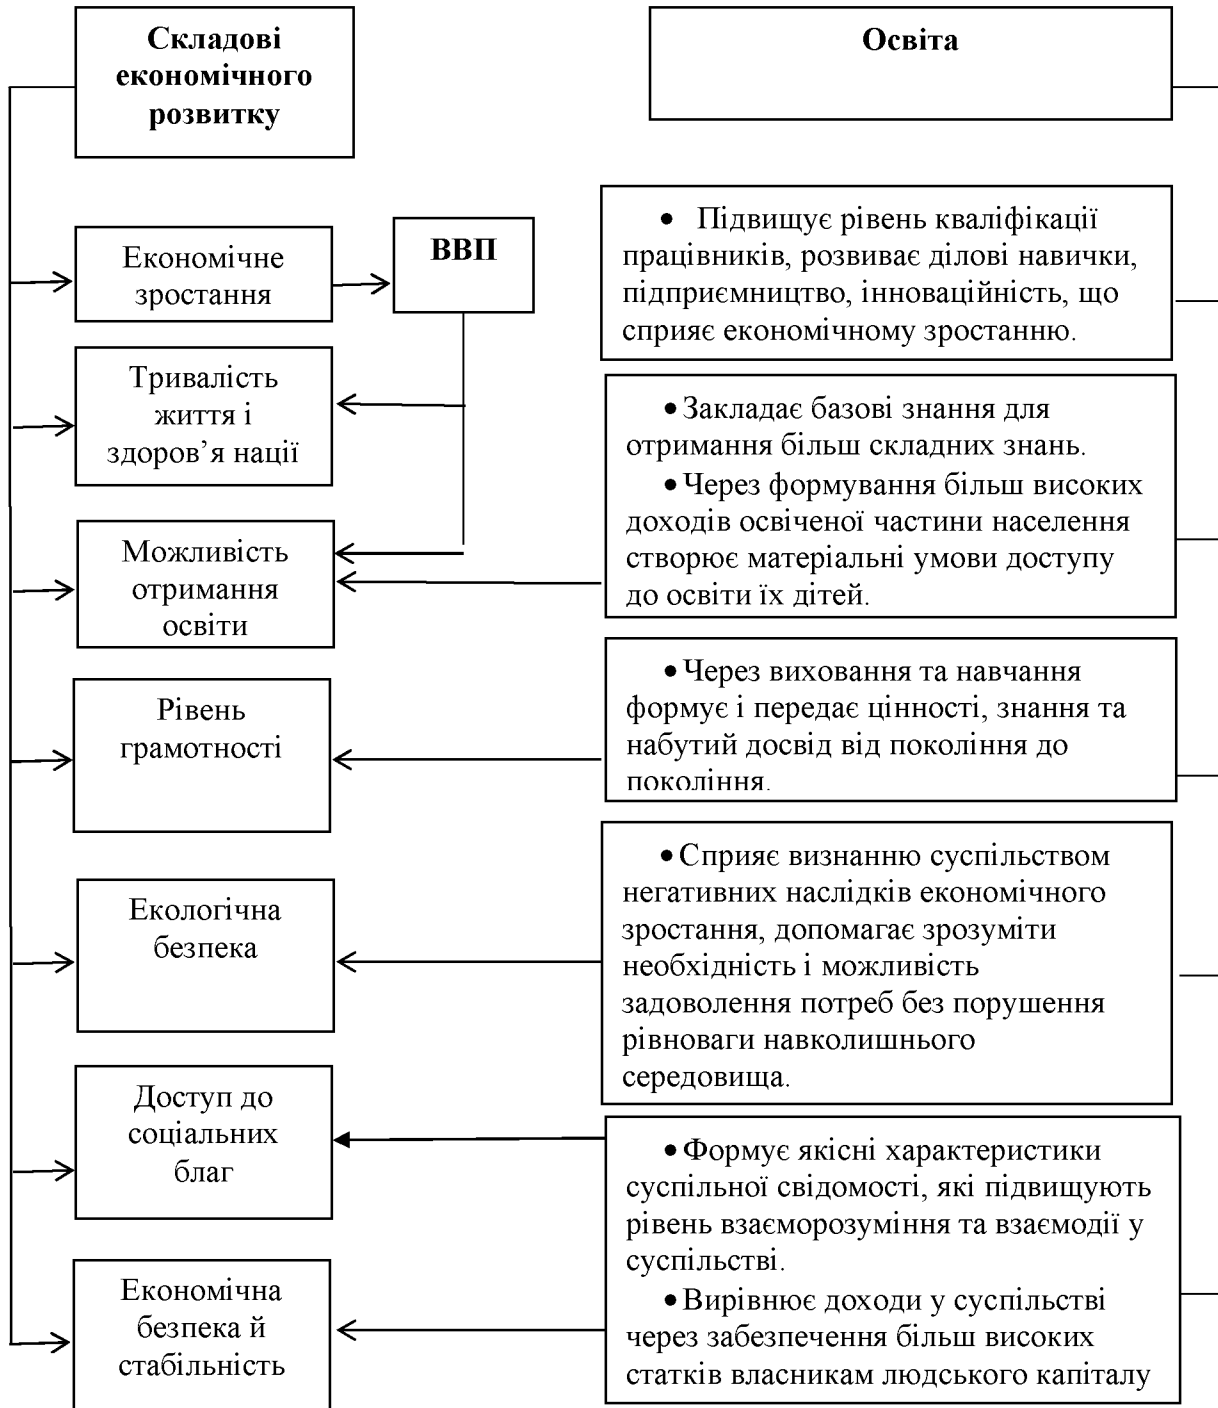 Складові
економічного
розвитку
Освіта
Економічне
зростання
ВВП
• Підвищує рівень кваліфікації
працівників, розвиває ділові навички,
підприємництво, інноваційність, що
сприяє економічному зростанню.
Тривалість
життя і
здоров’я нації
• Закладає базові знання для
отримання більш складних знань.
• Через формування більш високих
доходів освіченої частини населення
створює матеріальні умови доступу
до освіти їх дітей.
Можливість
отримання
освіти
Рівень
грамотності
• Через виховання та навчання
формує і передає цінності, знання та
набутий досвід від покоління до
покоління.
Екологічна
безпека
• Сприяє визнанню суспільством
негативних наслідків економічного
зростання, допомагає зрозуміти
необхідність і можливість
задоволення потреб без порушення
рівноваги навколишнього
середовища.
Доступ до
соціальних
благ
• Формує якісні характеристики
суспільної свідомості, які підвищують
рівень взаєморозуміння та взаємодії у
суспільстві.
• Вирівнює доходи у суспільстві
через забезпечення більш високих
статків власникам людського капіталу
Економічна
безпека й
стабільність